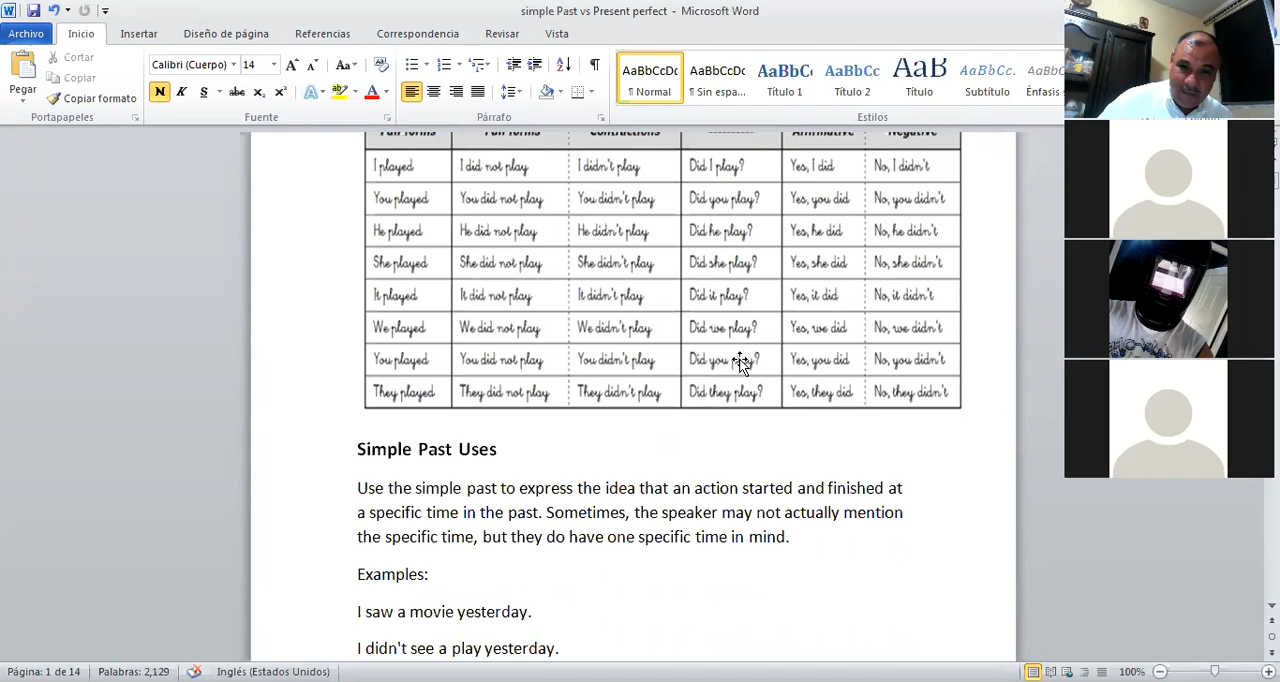 simple Past vs Present perfect - Microsoft Word
Archivo Inicio Insertar Diseño de página Referencias Correspondencia Revisar Vista
Pegar
Cortar
Copiar
Copiar formato
Portapapeles
Calibri (Cuerpo) 14
N K S abc
Fuente
Párrafo
AaBbCcDc AaBbCcDc AaBbC AaBbCc AaB AaBbCc AaBbC
Normal Sin espa... Título 1 Título 2 Título Subtítulo Énfasis
Estilos
Full forms Full forms Contractions -------- Affirmative Negative
I played I did not play I didn't play Did I play? Yes, I did No, I didn't
You played You did not play You didn't play Did you play? Yes, you did No, you didn't
He played He did not play He didn't play Did he play? Yes, he did No, he didn't
She played She did not play She didn't play Did she play? Yes, she did No, she didn't
It played It did not play It didn't play Did it play? Yes, it did No, it didn't
We played We did not play We didn't play Did we play? Yes, we did No, we didn't
You played You did not play You didn't play Did you play? Yes, you did No, you didn't
They played They did not play They didn't play Did they play? Yes, they did No, they didn't
Simple Past Uses
Use the simple past to express the idea that an action started and finished at
a specific time in the past. Sometimes, the speaker may not actually mention
the specific time, but they do have one specific time in mind.
Examples:
I saw a movie yesterday.
I didn't see a play yesterday.
Página: 1 de 14 Palabras: 2,129 Inglés (Estados Unidos) 100%